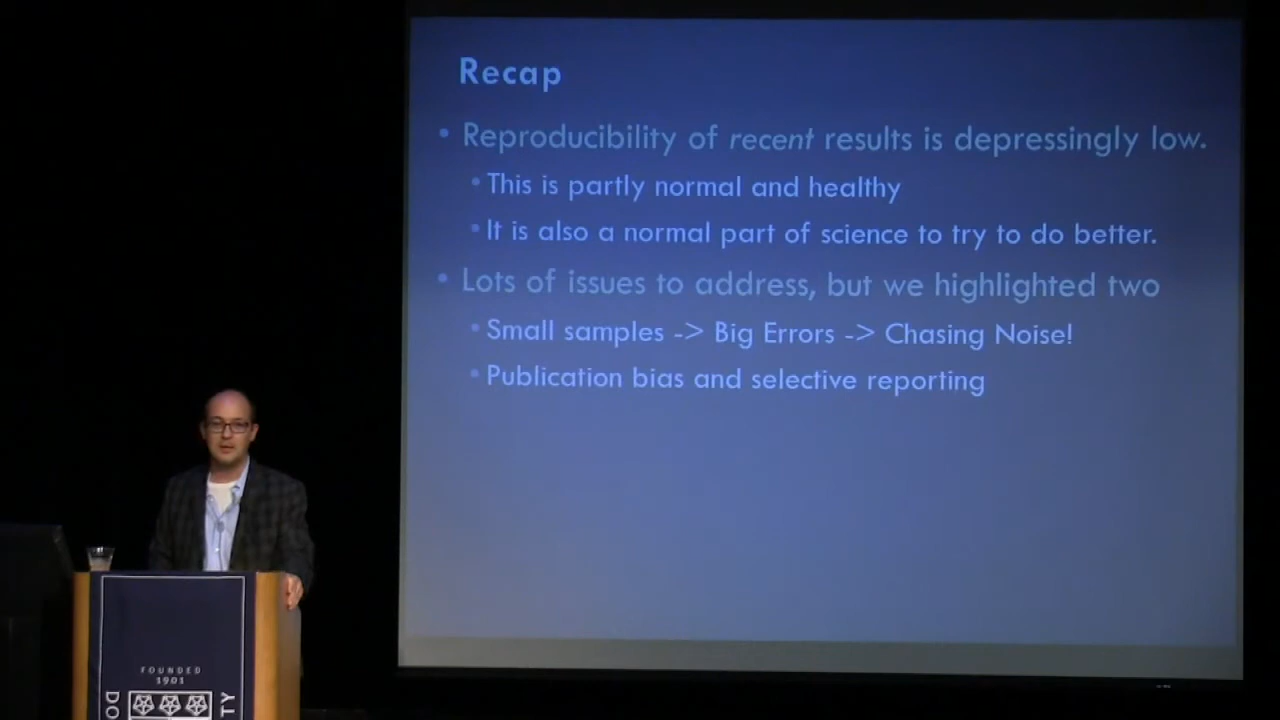 Recap
• Reproducibility of recent results is depressingly low.
• This is partly normal and healthy
• It is also a normal part of science to try to do better.
• Lots of issues to address, but we highlighted two
• Small samples -> Big Errors -> Chasing Noise!
• Publication bias and selective reporting
FOUNDED
1901
DO
TY